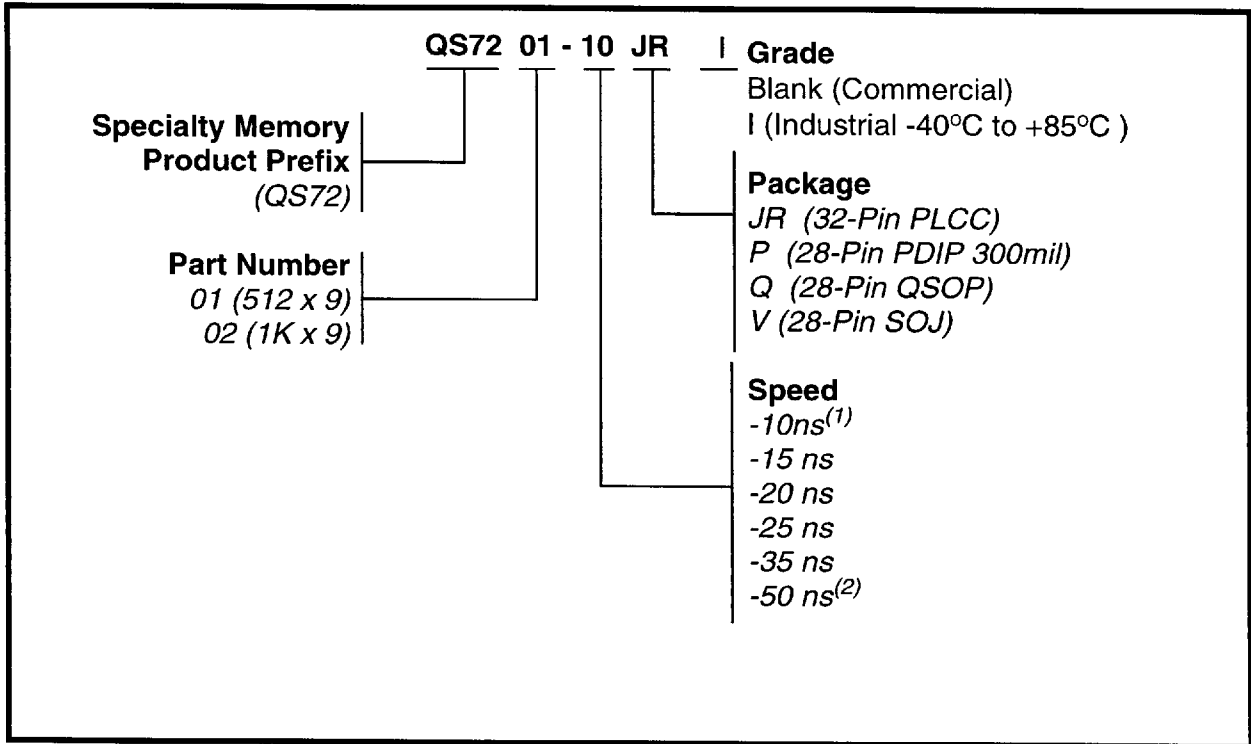 QS72 01 - 10 JR I
Grade
Blank (Commercial)
I (Industrial -40ºC to +85ºC )
Specialty Memory
Product Prefix
(QS72)
Part Number
01 (512 x 9)
02 (1K x 9)
Package
JR (32-Pin PLCC)
P (28-Pin PDIP 300mil)
Q (28-Pin QSOP)
V (28-Pin SOJ)
Speed
-10ns(1)
-15 ns
-20 ns
-25 ns
-35 ns
-50 ns(2)